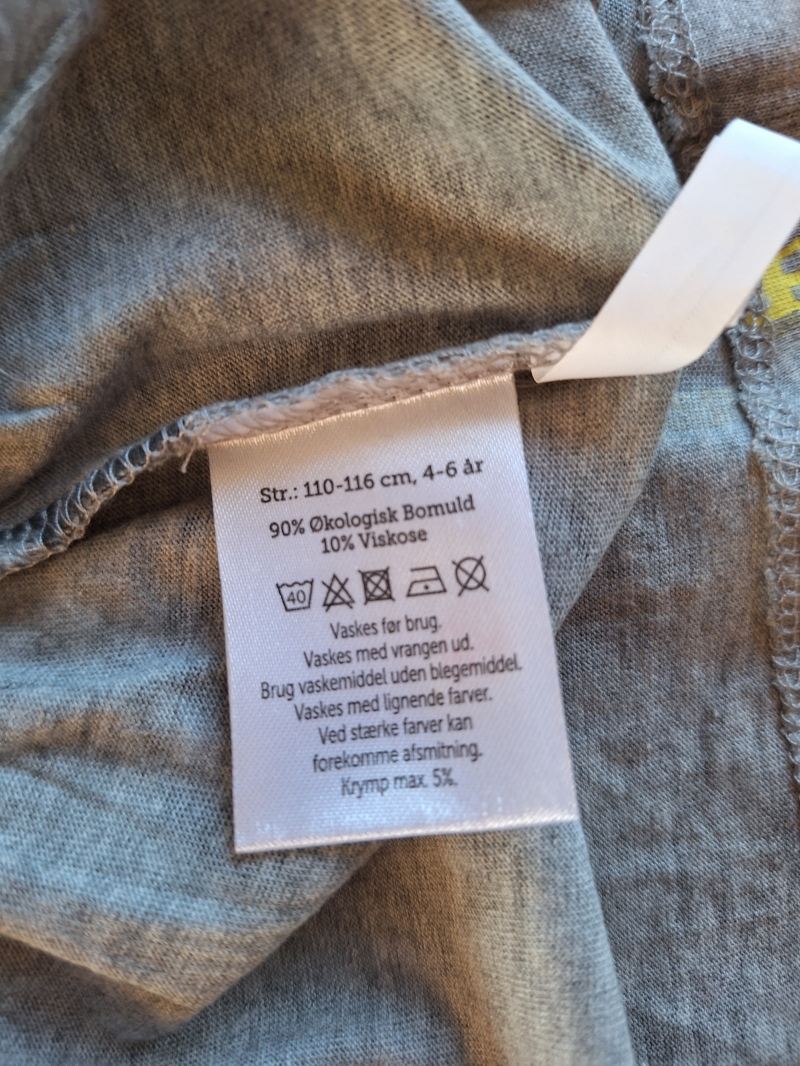 Str.: 110-116 cm, 4-6 år
90% Økologisk Bomuld
10% Viskose
40
Vaskes før brug.
Vaskes med vrangen ud.
Brug vaskemiddel uden blegemiddel.
Vaskes med lignende farver.
Ved stærke farver kan
forekomme afsmitning.
Krymp max. 5%.